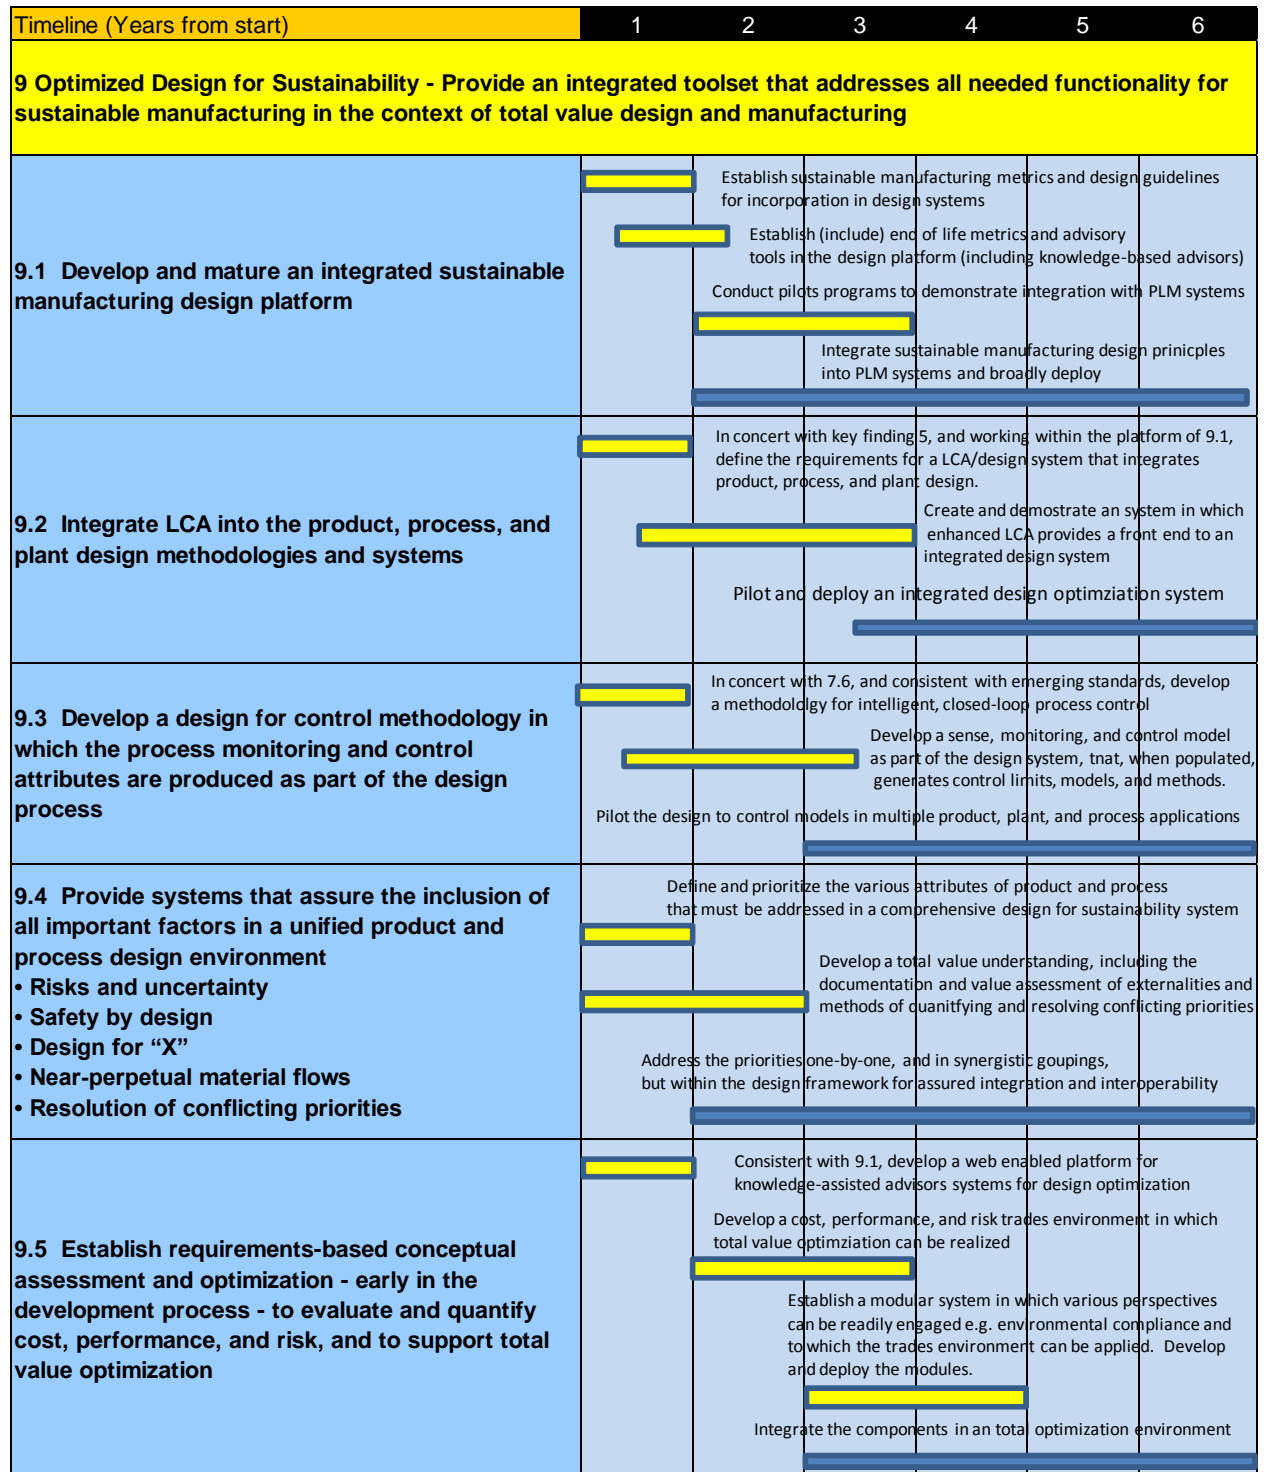 Timeline (Years from start) 1 2 3 4 5 6
9 Optimized Design for Sustainability - Provide an integrated toolset that addresses all needed functionality for
sustainable manufacturing in the context of total value design and manufacturing
9.1 Develop and mature an integrated sustainable
manufacturing design platform
Establish sustainable manufacturing metrics and design guidelines
for incorporation in design systems
Establish (include) end of life metrics and advisory
tools in the design platform (including knowledge-based advisors)
Conduct pilots programs to demonstrate integration with PLM systems
Integrate sustainable manufacturing design prinicples
into PLM systems and broadly deploy
9.2 Integrate LCA into the product, process, and
plant design methodologies and systems
In concert with key finding 5, and working within the platform of 9.1,
define the requirements for a LCA/design system that integrates
product, process, and plant design.
Create and demostrate an system in which
enhanced LCA provides a front end to an
integrated design system
Pilot and deploy an integrated design optimziation system
9.3 Develop a design for control methodology in
which the process monitoring and control
attributes are produced as part of the design
process
In concert with 7.6, and consistent with emerging standards, develop
a methodololgy for intelligent, closed-loop process control
Develop a sense, monitoring, and control model
as part of the design system, tnat, when populated,
generates control limits, models, and methods.
Pilot the design to control models in multiple product, plant, and process applications
9.4 Provide systems that assure the inclusion of
all important factors in a unified product and
process design environment
• Risks and uncertainty
• Safety by design
• Design for “X”
• Near-perpetual material flows
• Resolution of conflicting priorities
Define and prioritize the various attributes of product and process
that must be addressed in a comprehensive design for sustainability system
Develop a total value understanding, including the
documentation and value assessment of externalities and
methods of quanitfying and resolving conflicting priorities
Address the priorities one-by-one, and in synergistic goupings,
but within the design framework for assured integration and interoperability
9.5 Establish requirements-based conceptual
assessment and optimization - early in the
development process - to evaluate and quantify
cost, performance, and risk, and to support total
value optimization
Consistent with 9.1, develop a web enabled platform for
knowledge-assisted advisors systems for design optimization
Develop a cost, performance, and risk trades environment in which
total value optimziation can be realized
Establish a modular system in which various perspectives
can be readily engaged e.g. environmental compliance and
to which the trades environment can be applied. Develop
and deploy the modules.
Integrate the components in an total optimization environment